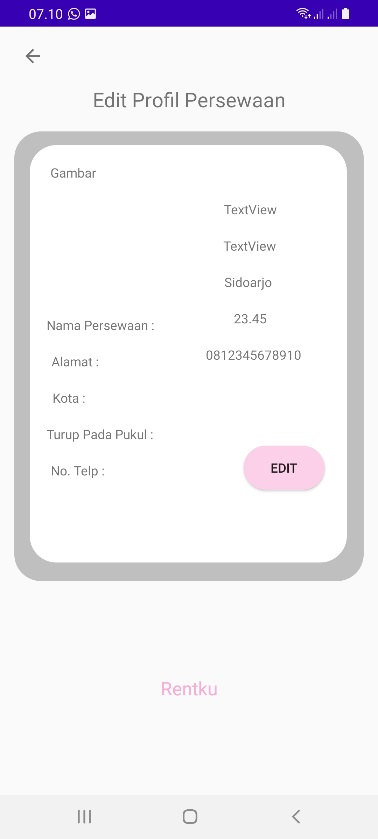 07.10
Edit Profil Persewaan
Gambar
TextView
TextView
Sidoarjo
23.45
Nama Persewaan :
0812345678910
Alamat :
Kota :
Turup Pada Pukul :
No. Telp :
EDIT
Rentku